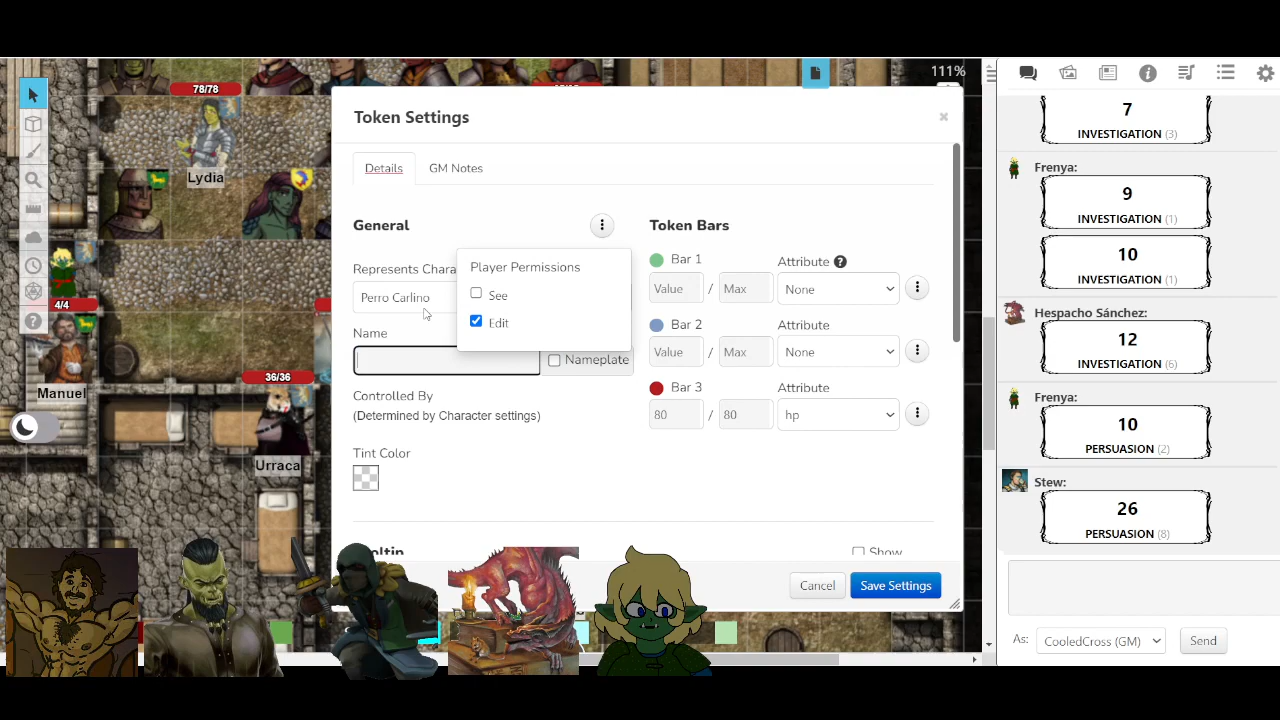 111%
78/78
Lydia
4/4
Manuel
36/36
Urraca
Token Settings
×
Details
GM Notes
General
Represents Chara
Perro Carlino
Player Permissions
See
Edit
Name
Nameplate
Controlled By
(Determined by Character settings)
Tint Color
Token Bars
Bar 1
Attribute ?
Value / Max
None
Bar 2
Attribute
Value / Max
None
Bar 3
Attribute
80 / 80
hp
Show
Cancel
Save Settings
7
INVESTIGATION (3)
Frenya:
9
INVESTIGATION (1)
10
INVESTIGATION (1)
Hespacho Sánchez:
12
INVESTIGATION (6)
Frenya:
10
PERSUASION (2)
Stew:
26
PERSUASION (8)
As:
CooledCross (GM)
Send